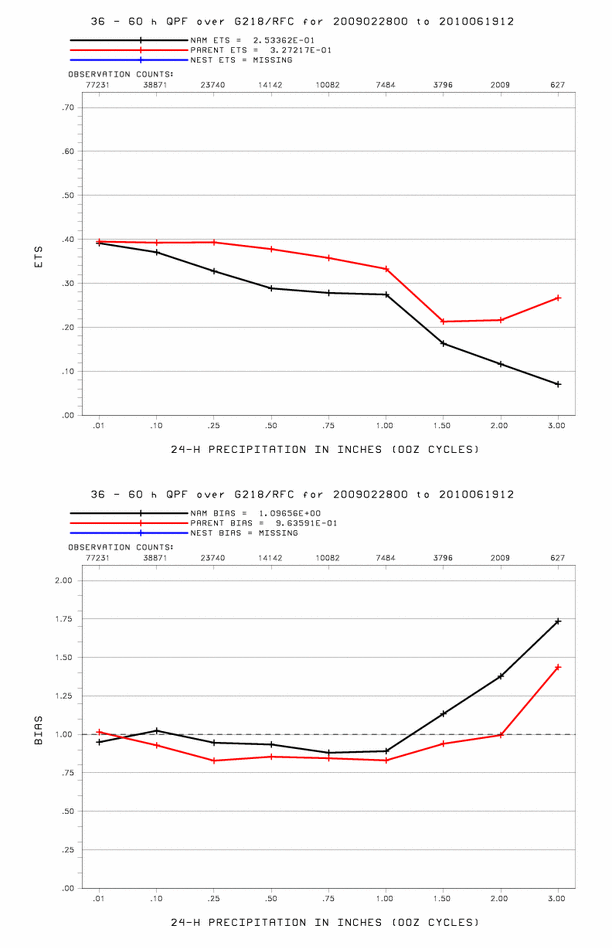 36 - 60 h QPF over G218/RFC for 2009022800 to 2010061912
NAM ETS = 2.53362E-01
PARENT ETS = 3.27217E-01
NEST ETS = MISSING
OBSERVATION COUNTS:
77231 38871 23740 14142 10082 7484 3796 2009 627
.70
.60
.50
.40
.30
.20
.10
.00
ETS
.01 .10 .25 .50 .75 1.00 1.50 2.00 3.00
24-H PRECIPITATION IN INCHES (00Z CYCLES)
36 - 60 h QPF over G218/RFC for 2009022800 to 2010061912
NAM BIAS = 1.09656E+00
PARENT BIAS = 9.63591E-01
NEST BIAS = MISSING
OBSERVATION COUNTS:
77231 38871 23740 14142 10082 7484 3796 2009 627
2.00
1.75
1.50
1.25
1.00
.75
.50
.25
.00
BIAS
.01 .10 .25 .50 .75 1.00 1.50 2.00 3.00
24-H PRECIPITATION IN INCHES (00Z CYCLES)